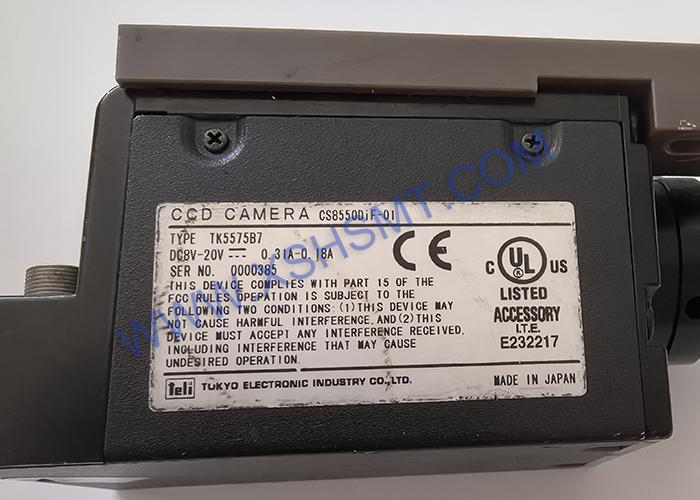 CCD CAMERA CS8550DiF-01
TYPE TK5575B7
DC8V-20V 0.31A-0.18A
SER NO. 0000385
THIS DEVICE COMPLIES WITH PART 15 OF THE
FCC RULES OPERATION IS SUBJECT TO THE
FOLLOWING TWO CONDITIONS: (1)THIS DEVICE MAY
NOT CAUSE HARMFUL INTERFERENCE, AND(2)THIS
DEVICE MUST ACCEPT ANY INTERFERENCE RECEIVED.
INCLUDING INTERFERENCE THAT MAY CAUSE
UNDESIRED OPERATION.
teli TOKYO ELECTRONIC INDUSTRY CO., LTD.
CE
C UL US
LISTED
ACCESSORY
I.T.E.
E232217
MADE IN JAPAN
WWW.XSHSMT.COM